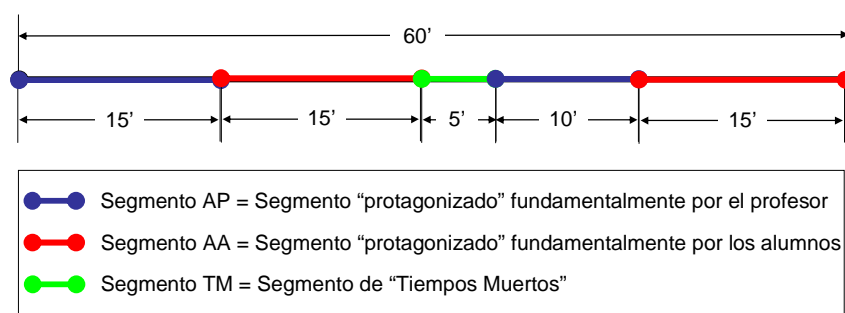 60’
15’ 15’ 5’ 10’ 15’
Segmento AP = Segmento “protagonizado” fundamentalmente por el profesor
Segmento AA = Segmento “protagonizado” fundamentalmente por los alumnos
Segmento TM = Segmento de “Tiempos Muertos”